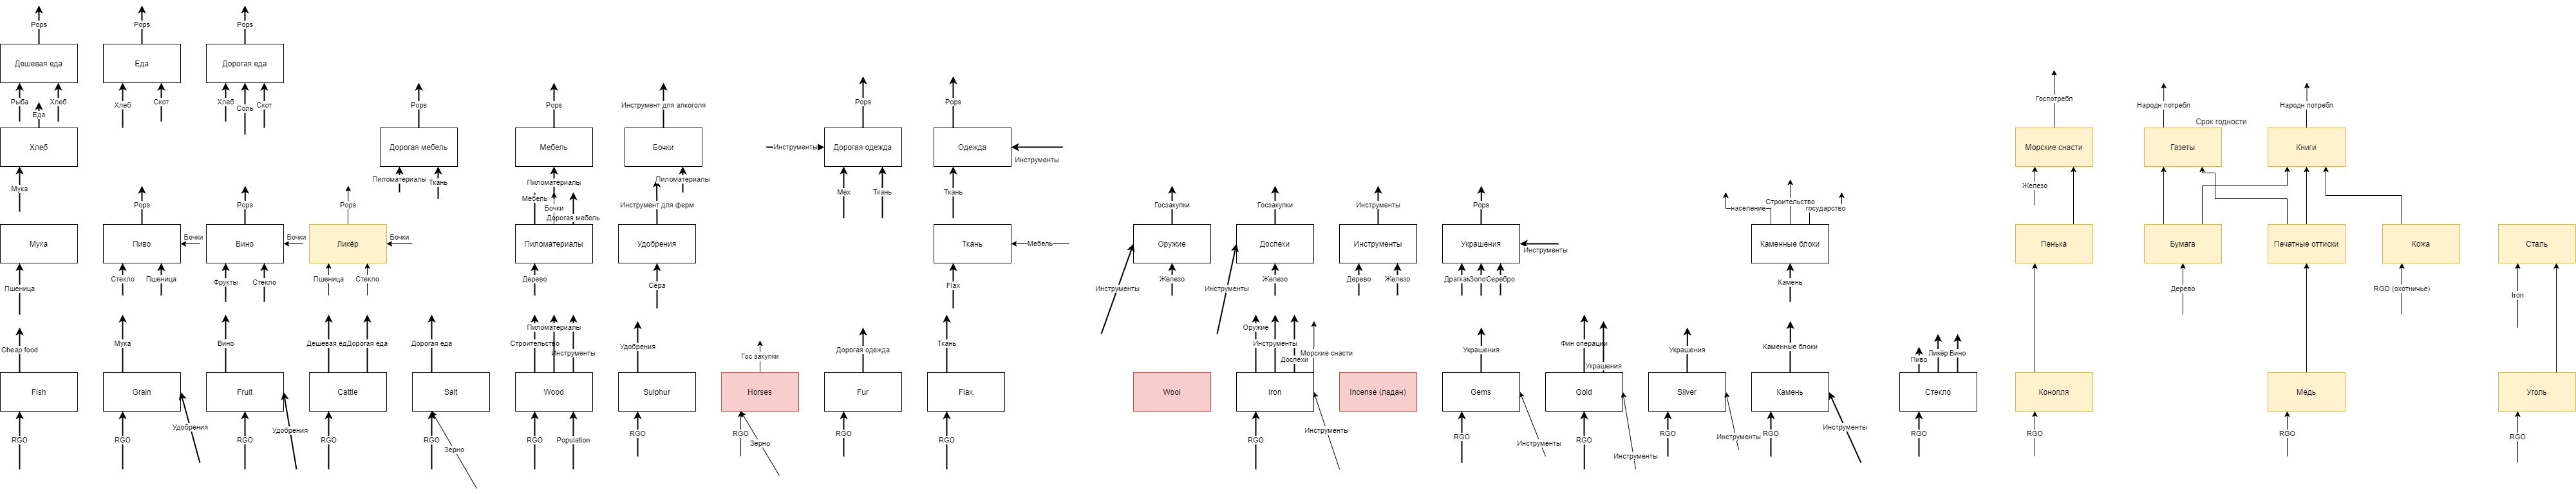 Pops
Pops
Pops
Дешевая еда
Еда
Дорогая еда
Рыба
Хлеб
Хлеб
Скот
Хлеб
Соль
Скот
Еда
Pops
Pops
Инструмент для алкоголя
Pops
Pops
Госпотребл
Народн потребл
Народн потребл
Срок годности
Хлеб
Дорогая мебель
Мебель
Бочки
Инструменты
Дорогая одежда
Одежда
Инструменты
Морские снасти
Газеты
Книги
Мука
Пиломатериалы
Ткань
Пиломатериалы
Пиломатериалы
Мех
Ткань
Ткань
Железо
Pops
Pops
Pops
Мебель
Бочки
Дорогая мебель
Инструмент для ферм
Госзакупки
Госзакупки
Инструменты
Pops
население
Строительство
государство
Мука
Пиво
Бочки
Вино
Бочки
Ликёр
Бочки
Пиломатериалы
Удобрения
Ткань
Мебель
Оружие
Доспехи
Инструменты
Украшения
Инструменты
Каменные блоки
Пенька
Бумага
Печатные оттиски
Кожа
Сталь
Пшеница
Стекло
Пшеница
Фрукты
Стекло
Пшеница
Стекло
Дерево
Сера
Flax
Инструменты
Железо
Инструменты
Железо
Дерево
Железо
Серебро
Камень
Дерево
RGO (охотничье)
Iron
Cheap food
Мука
Вино
Дорогая еда
Дорогая еда
Строительство
Пиломатериалы
Инструменты
Удобрения
Гос закупки
Дорогая одежда
Ткань
Оружие
Инструменты
Доспехи
Морские снасти
Украшения
Фин операции
Украшения
Украшения
Каменные блоки
Пиво
Ликёр
Вино
Fish
Grain
Fruit
Cattle
Salt
Wood
Sulphur
Horses
Fur
Flax
Wool
Iron
Incense (ладан)
Gems
Gold
Silver
Камень
Стекло
Конопля
Медь
Уголь
RGO
RGO
Удобрения
RGO
Удобрения
RGO
RGO
Зерно
RGO
Population
RGO
RGO
Зерно
RGO
RGO
RGO
Инструменты
RGO
Инструменты
RGO
Инструменты
RGO
Инструменты
RGO
Инструменты
RGO
RGO
RGO
RGO